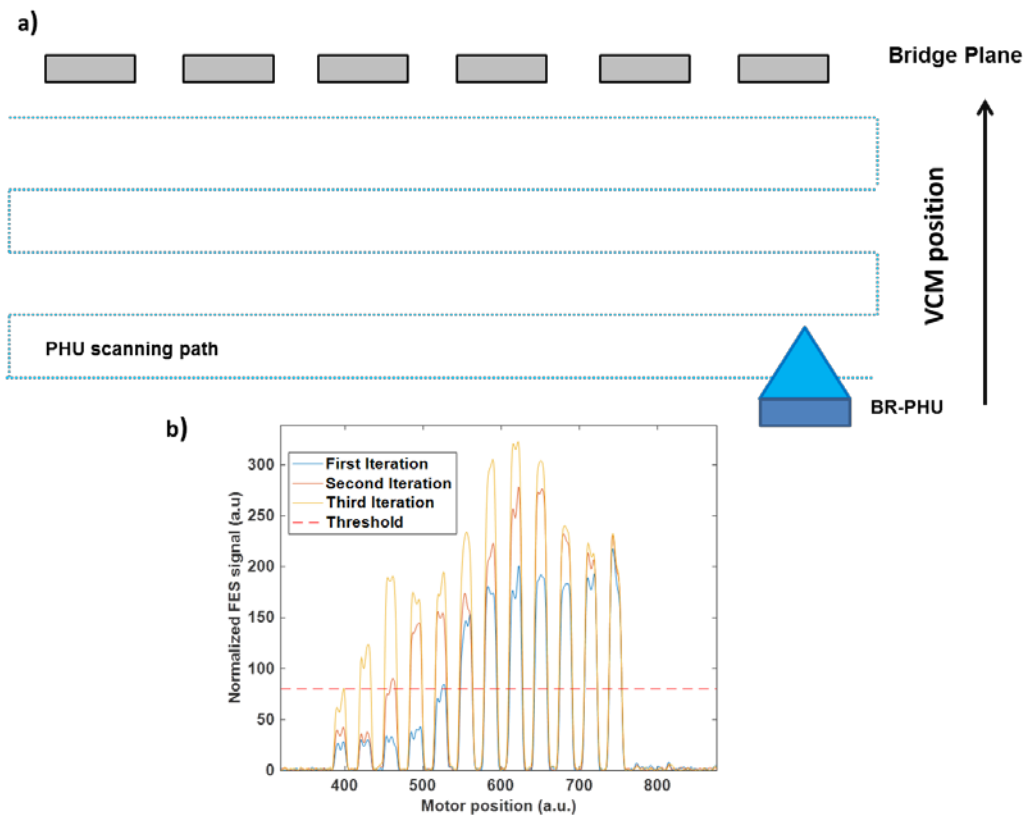 a)
Bridge Plane
VCM position
PHU scanning path
BR-PHU
b)
300
250
200
150
100
50
0
Normalized FES signal (a.u)
First Iteration
Second Iteration
Third Iteration
Threshold
400 500 600 700 800
Motor position (a.u.)